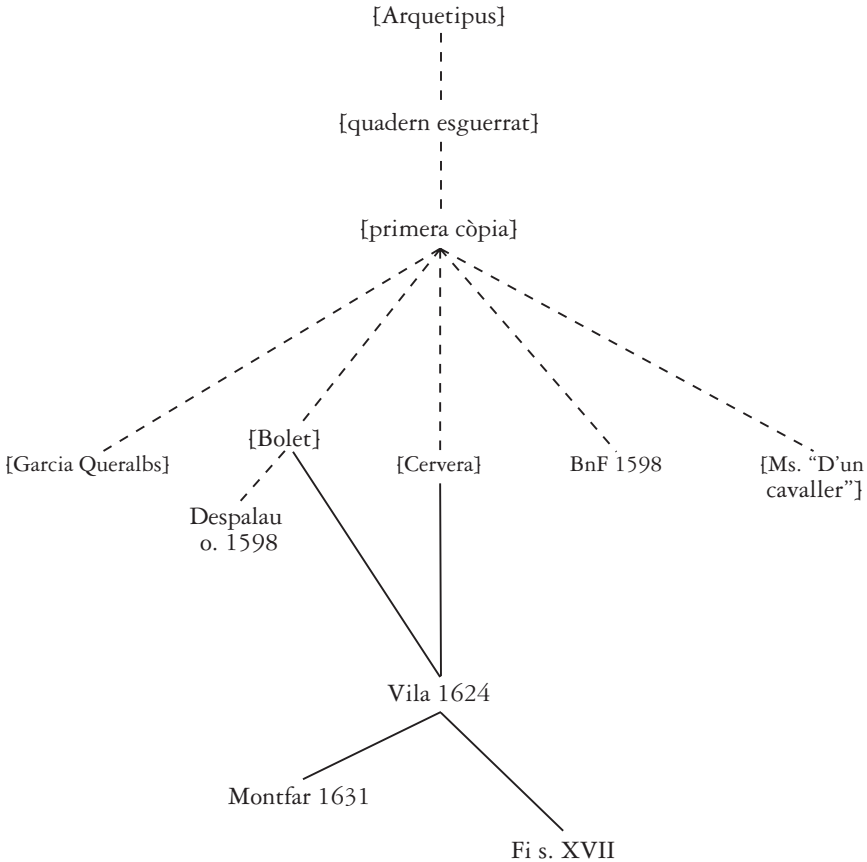 {Arquetipus}
{quadern esguerrat}
{primera còpia}
{Garcia Queralbs}
{Bolet}
{Cervera}
BnF 1598
{Ms. “D’un
cavaller”}
Despalau
o. 1598
Vila 1624
Montfar 1631
Fi s. XVII